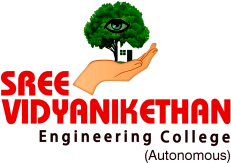 SREE
VIDYANIKETHAN
Engineering College
(Autonomous)